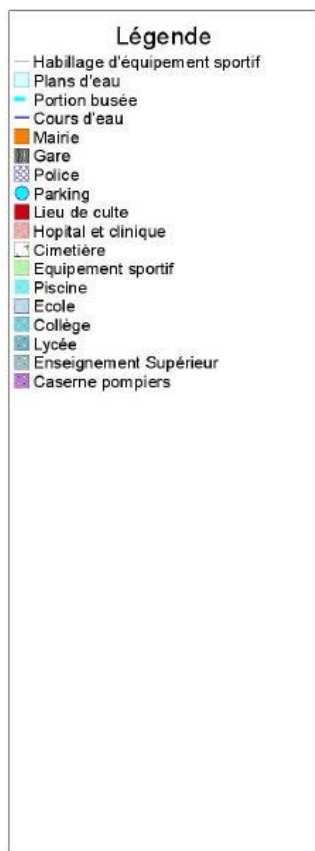 Légende
Habillage d'équipement sportif
Plans d'eau
Portion busée
Cours d'eau
Mairie
Gare
Police
Parking
Lieu de culte
Hopital et clinique
Cimetière
Equipement sportif
Piscine
Ecole
Collège
Lycée
Enseignement Supérieur
Caserne pompiers